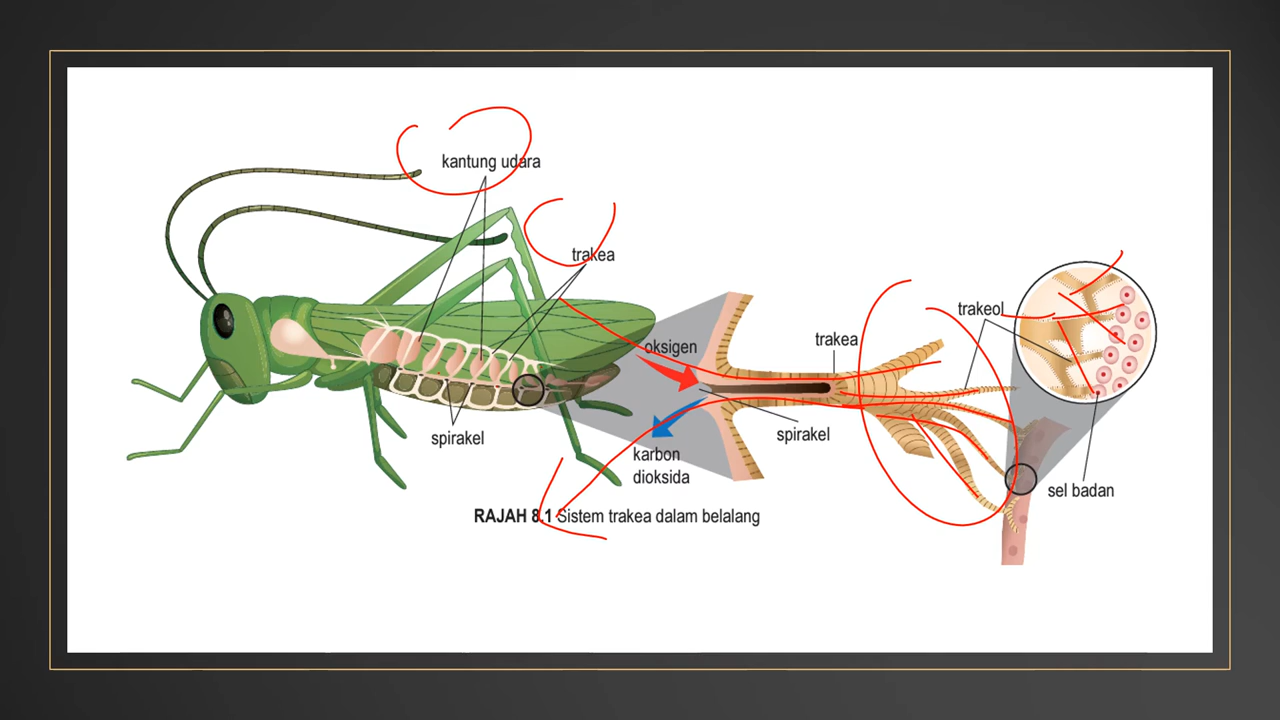 kantung udara
trakea
oksigen
trakea
trakeol
spirakel
spirakel
karbon
dioksida
sel badan
RAJAH 8.1 Sistem trakea dalam belalang